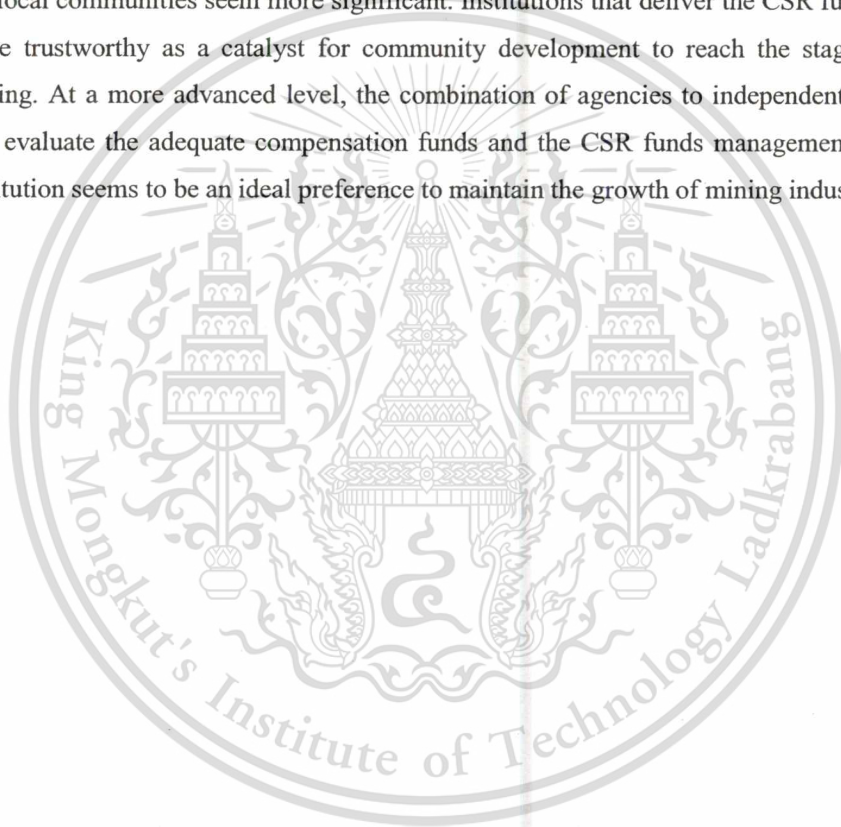 local communities seem more significant. Institutions that deliver the CSR fu
e trustworthy as a catalyst for community development to reach the stag
ing. At a more advanced level, the combination of agencies to independent
evaluate the adequate compensation funds and the CSR funds managemen
itution seems to be an ideal preference to maintain the growth of mining indus
King Mongkut's Institute of Technology Ladkrabang